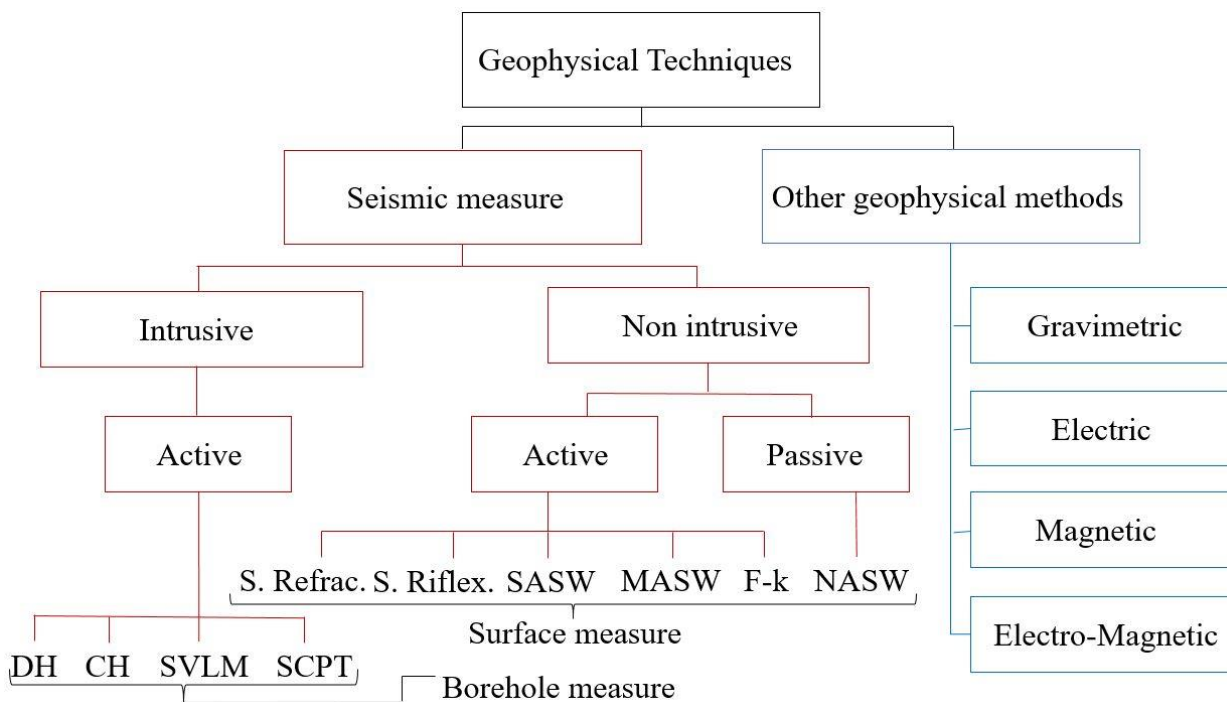 Geophysical Techniques
Seismic measure
Other geophysical methods
Intrusive
Non intrusive
Gravimetric
Active
Active
Passive
Electric
Magnetic
S. Refrac. S. Riflex. SASW MASW F-k NASW
Surface measure
Electro-Magnetic
DH CH SVLM SCPT
Borehole measure